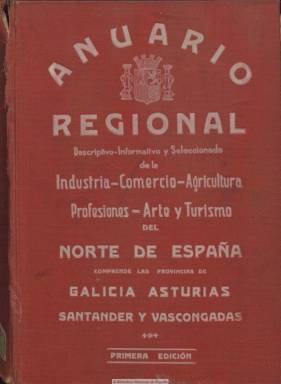 ANUARIO
REGIONAL
Descriptivo-Informativo y Seleccionado
de la
Industria-Comercio-Agricultura
Profesiones-Arte y Turismo
DEL
NORTE DE ESPAÑA
COMPRENDE LAS PROVINCIAS DE
GALICIA ASTURIAS
SANTANDER Y VASCONGADAS
PRIMERA EDICIÓN